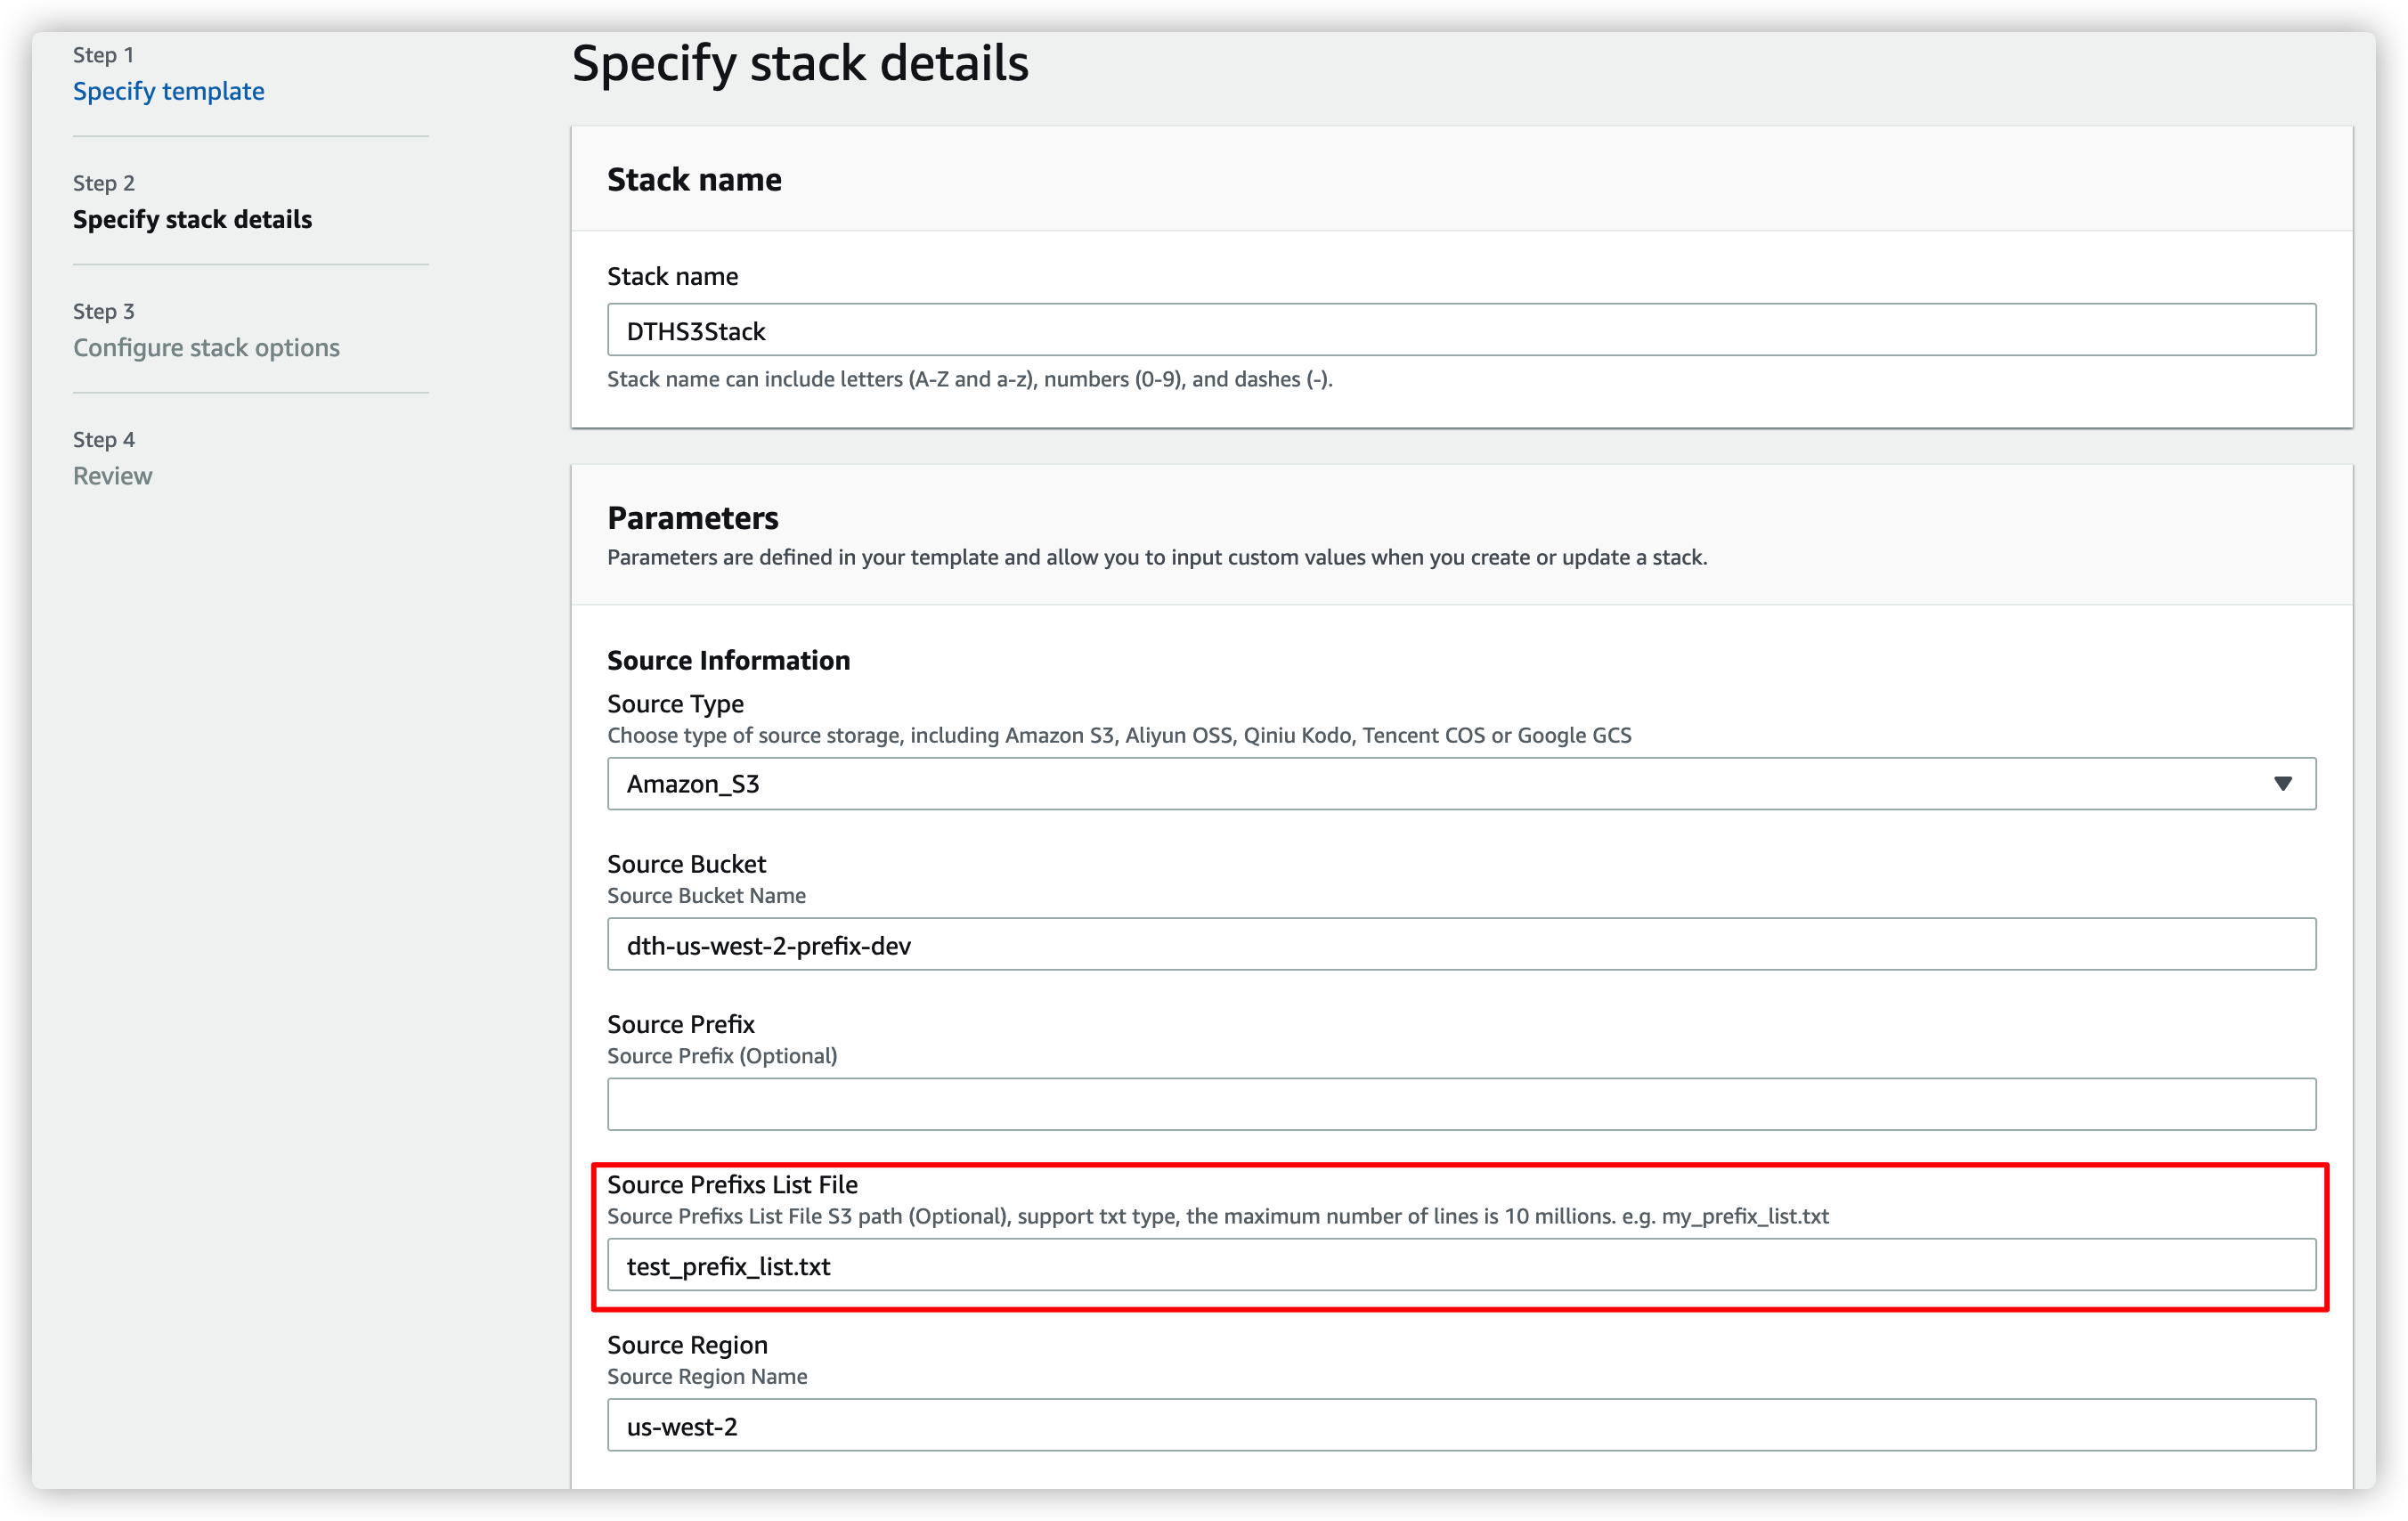 Step 1
Specify template
Step 2
Specify stack details
Step 3
Configure stack options
Step 4
Review
Specify stack details
Stack name
Stack name
DTHS3Stack
Stack name can include letters (A-Z and a-z), numbers (0-9), and dashes (-).
Parameters
Parameters are defined in your template and allow you to input custom values when you create or update a stack.
Source Information
Source Type
Choose type of source storage, including Amazon S3, Aliyun OSS, Qiniu Kodo, Tencent COS or Google GCS
Amazon_S3
Source Bucket
Source Bucket Name
dth-us-west-2-prefix-dev
Source Prefix
Source Prefix (Optional)
Source Prefixs List File
Source Prefixs List File S3 path (Optional), support txt type, the maximum number of lines is 10 millions. e.g. my_prefix_list.txt
test_prefix_list.txt
Source Region
Source Region Name
us-west-2